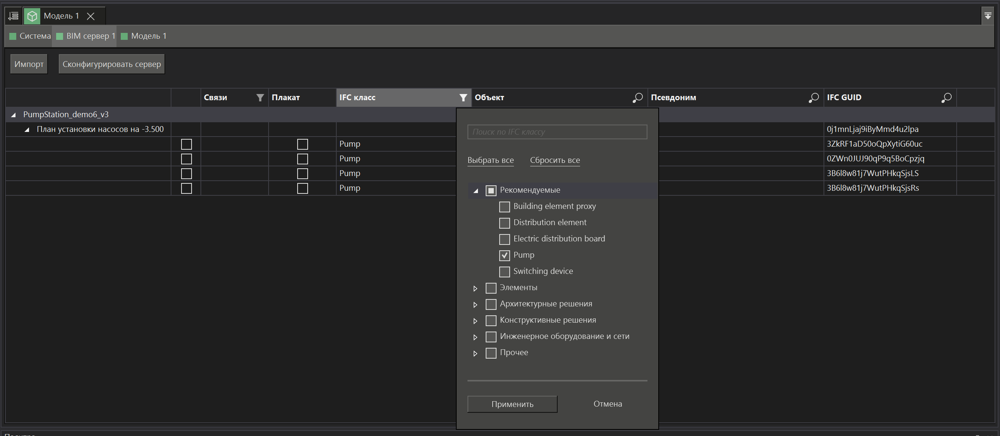 Модель 1
Система BIM сервер 1 Модель 1
Импорт Сконфигурировать сервер
Связи Плакат IFC класс Объект Псевдоним IFC GUID
PumpStation_demo6_v3
План установки насосов на -3.500 0j1mnLjaj9iByMmd4u2lpa
Pump 3ZkRF1aD50oQpXytiG60uc
Pump 0ZWn0JUJ90qP9q5BoCpzjq
Pump 3B6l8w81j7WutPHkqSjsLS
Pump 3B6l8w81j7WutPHkqSjsRs
Поиск по IFC классу
Выбрать все Сбросить все
Рекомендуемые
Building element proxy
Distribution element
Electric distribution board
Pump
Switching device
Элементы
Архитектурные решения
Конструктивные решения
Инженерное оборудование и сети
Прочее
Применить Отмена